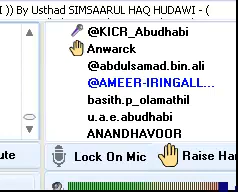 I )) By Usthad SIMSAARUL HAQ HUDAWI - (
@KICR_Abudhabi
Anwarck
@abdulsamad.bin.ali
@AMEER-IRINGALL...
basith.p_olamathil
u.a.e.abudhabi
ANANDHAVOOR
ute Lock On Mic Raise Han